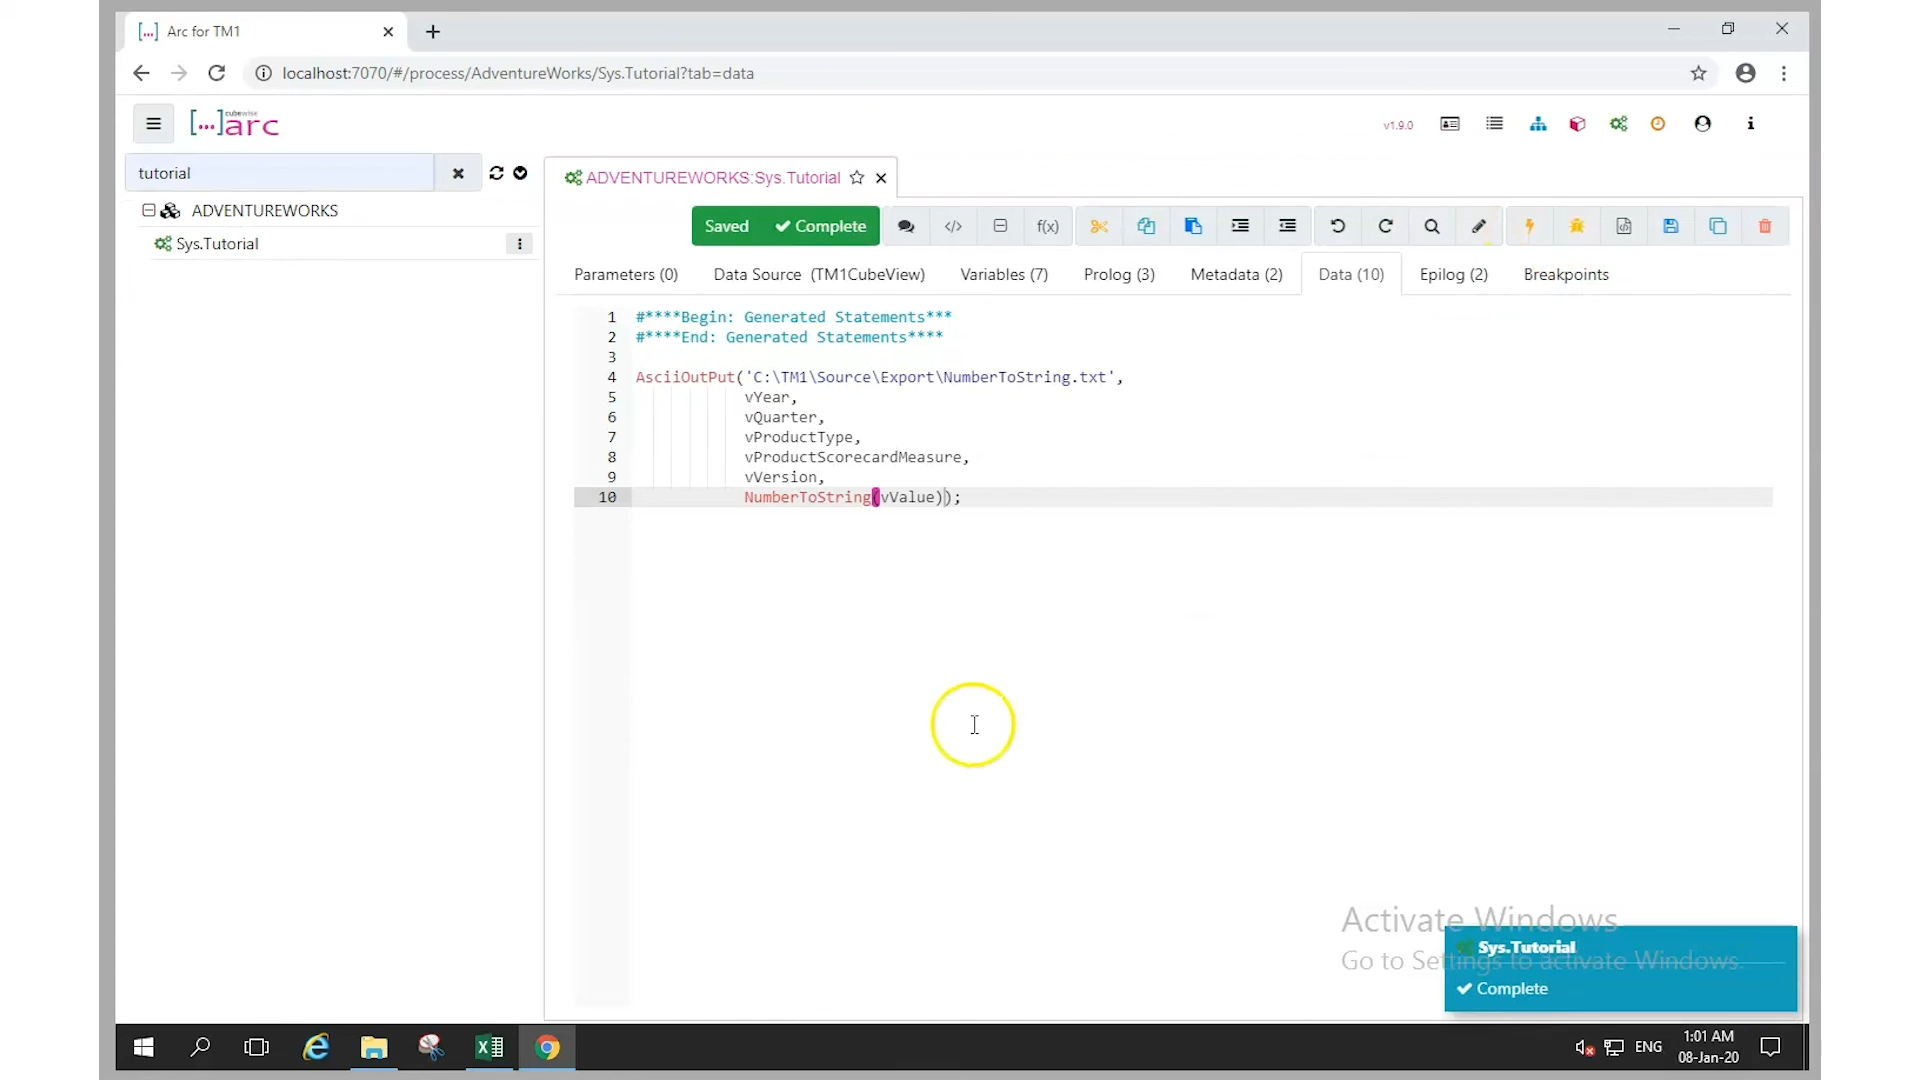 [...] Arc for TM1
localhost:7070/#/process/AdventureWorks/Sys.Tutorial?tab=data
[...]arc cubewise
v1.9.0
tutorial
ADVENTUREWORKS:Sys.Tutorial
ADVENTUREWORKS
Sys.Tutorial
Saved Complete </> f(x)
Parameters (0) Data Source (TM1CubeView) Variables (7) Prolog (3) Metadata (2) Data (10) Epilog (2) Breakpoints
1 #****Begin: Generated Statements***
2 #****End: Generated Statements****
3
4 AsciiOutPut('C:\TM1\Source\Export\NumberToString.txt',
5 vYear,
6 vQuarter,
7 vProductType,
8 vProductScorecardMeasure,
9 vVersion,
10 NumberToString(vValue));
Activate Windows
Go to Settings to activate Windows.
Sys.Tutorial
Complete
ENG
1:01 AM
08-Jan-20